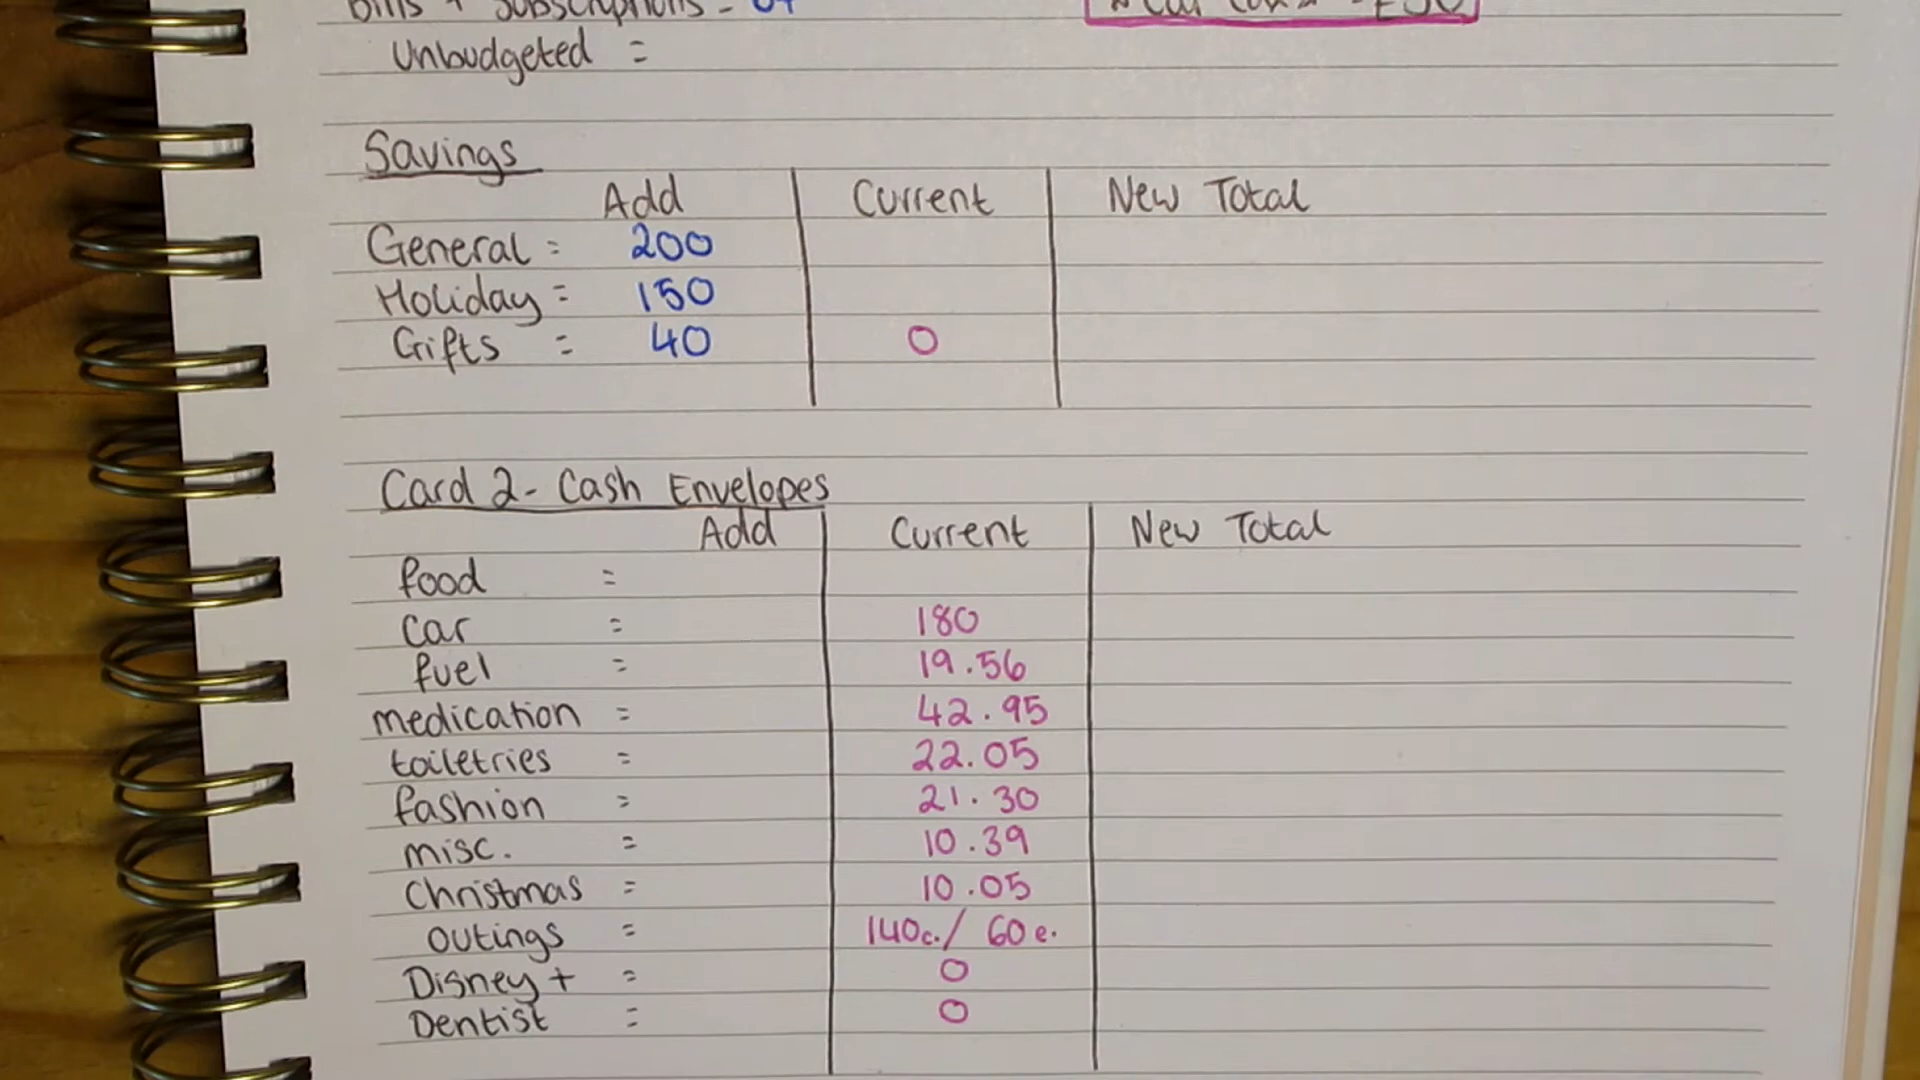 Bills + Subscriptions =
Unbudgeted =
Savings
Add Current New Total
General = 200
Holiday = 150
Gifts = 40 0
Card 2 - Cash Envelopes
Add Current New Total
food =
car = 180
fuel = 19.56
medication = 42.95
toiletries = 22.05
fashion = 21.30
misc. = 10.39
Christmas = 10.05
outings = 140c./ 60e.
Disney + = 0
Dentist = 0